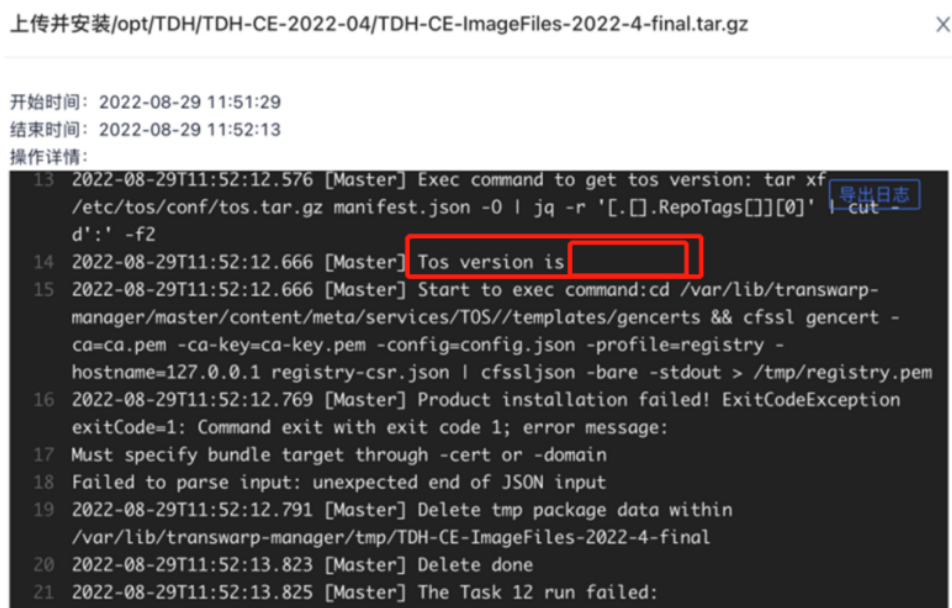 上传并安装/opt/TDH/TDH-CE-2022-04/TDH-CE-ImageFiles-2022-4-final.tar.gz
开始时间：2022-08-29 11:51:29
结束时间：2022-08-29 11:52:13
操作详情：
导出日志
13 2022-08-29T11:52:12.576 [Master] Exec command to get tos version: tar xf
/etc/tos/conf/tos.tar.gz manifest.json -O | jq -r '[.[].RepoTags[]][0]' | cut -
d':' -f2
14 2022-08-29T11:52:12.666 [Master] Tos version is
15 2022-08-29T11:52:12.666 [Master] Start to exec command:cd /var/lib/transwarp-
manager/master/content/meta/services/TOS//templates/gencerts && cfssl gencert -
ca=ca.pem -ca-key=ca-key.pem -config=config.json -profile=registry -
hostname=127.0.0.1 registry-csr.json | cfssljson -bare -stdout > /tmp/registry.pem
16 2022-08-29T11:52:12.769 [Master] Product installation failed! ExitCodeException
exitCode=1: Command exit with exit code 1; error message:
17 Must specify bundle target through -cert or -domain
18 Failed to parse input: unexpected end of JSON input
19 2022-08-29T11:52:12.791 [Master] Delete tmp package data within
/var/lib/transwarp-manager/tmp/TDH-CE-ImageFiles-2022-4-final
20 2022-08-29T11:52:13.823 [Master] Delete done
21 2022-08-29T11:52:13.825 [Master] The Task 12 run failed: